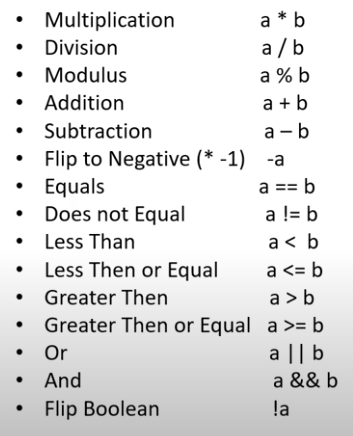 • Multiplication a * b
• Division a / b
• Modulus a % b
• Addition a + b
• Subtraction a – b
• Flip to Negative (* -1) -a
• Equals a == b
• Does not Equal a != b
• Less Than a < b
• Less Then or Equal a <= b
• Greater Then a > b
• Greater Then or Equal a >= b
• Or a || b
• And a && b
• Flip Boolean !a